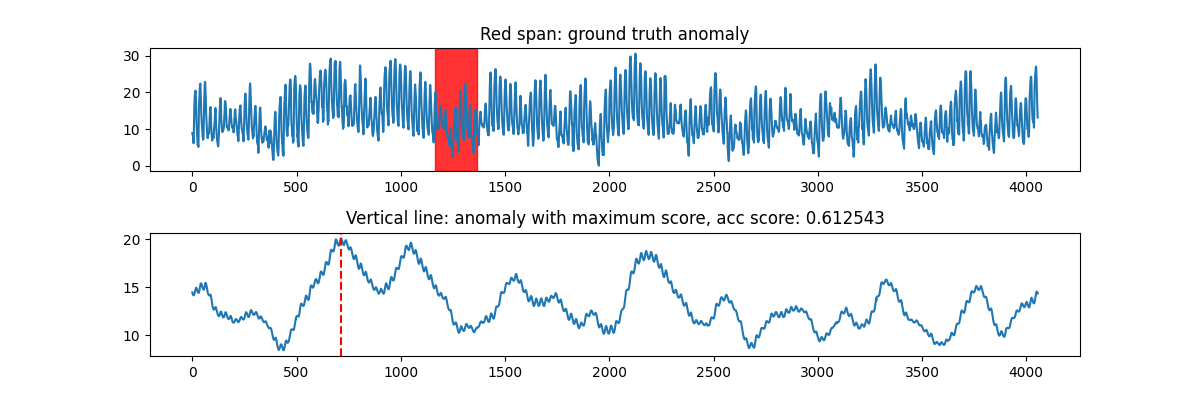 Red span: ground truth anomaly
30
20
10
0
0 500 1000 1500 2000 2500 3000 3500 4000
Vertical line: anomaly with maximum score, acc score: 0.612543
20
15
10
0 500 1000 1500 2000 2500 3000 3500 4000